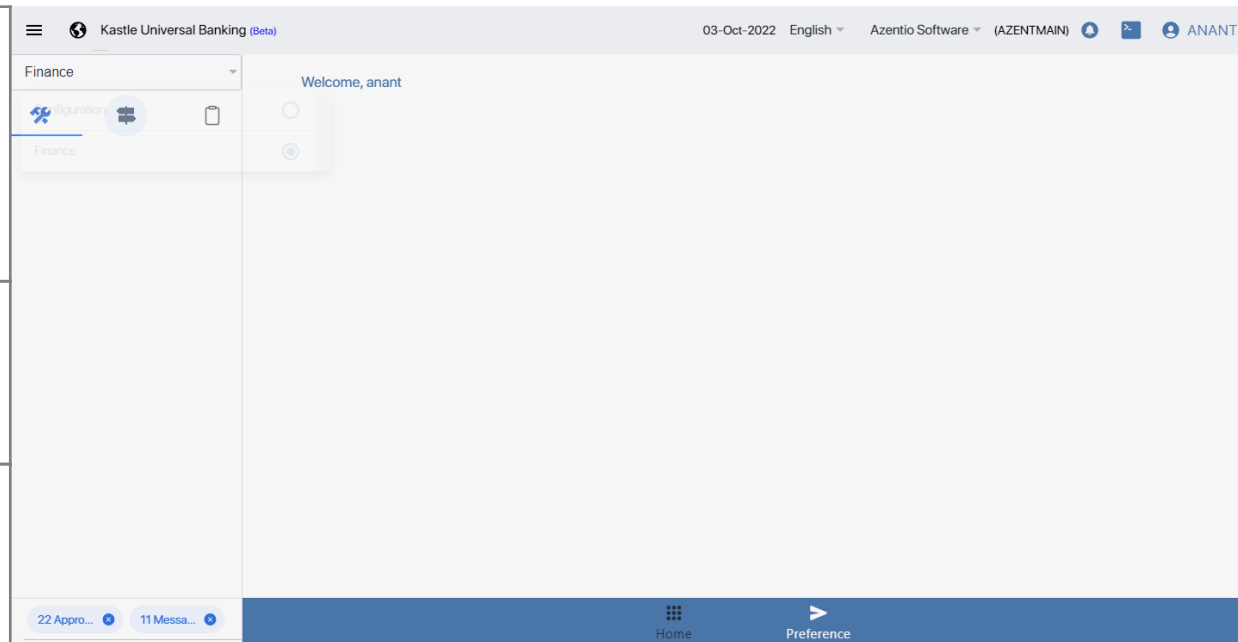 Kastle Universal Banking (Beta) 03-Oct-2022 English Azentio Software (AZENTMAIN) ANANT
Finance
Welcome, anant
figuration
Finance
22 Appro... 11 Messa...
Home Preference